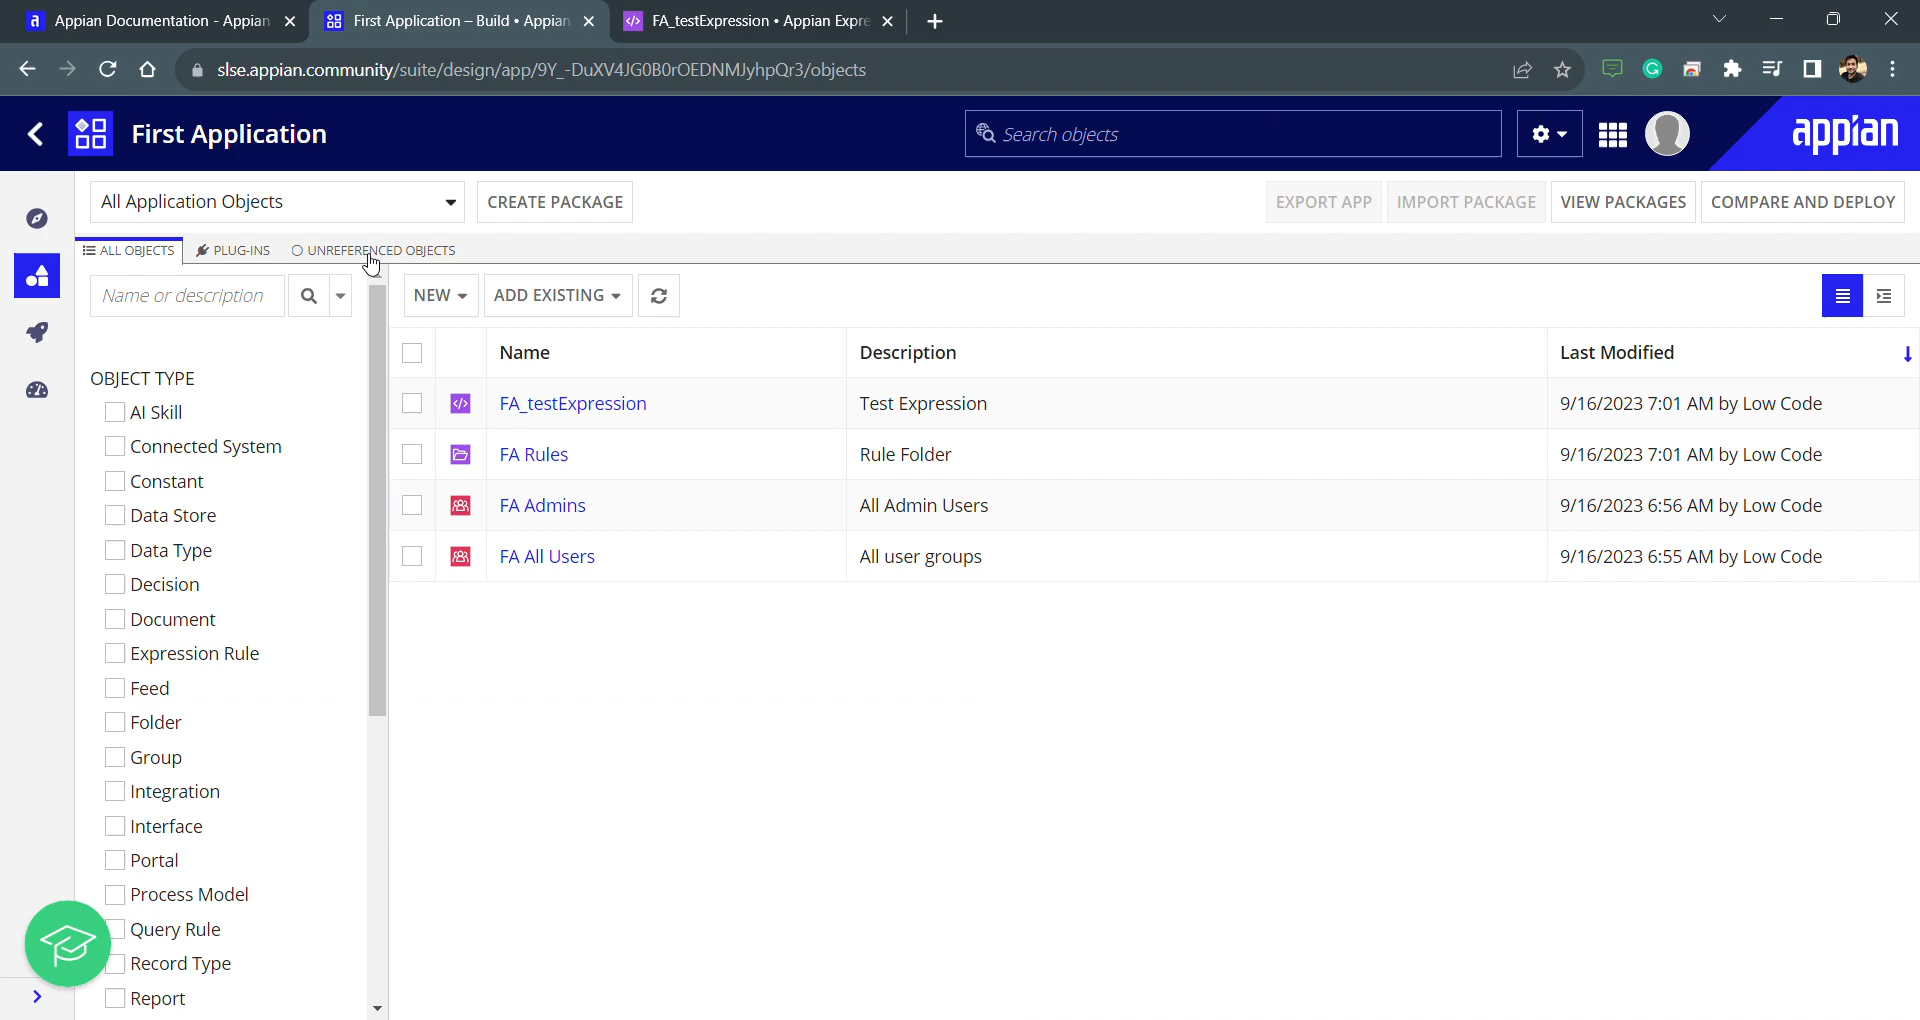 Appian Documentation - Appian
First Application – Build • Appian
FA_testExpression • Appian Expre
slse.appian.community/suite/design/app/9Y_-DuXV4JG0B0rOEDNMJyhpQr3/objects
First Application
Search objects
appian
All Application Objects
CREATE PACKAGE
EXPORT APP
IMPORT PACKAGE
VIEW PACKAGES
COMPARE AND DEPLOY
ALL OBJECTS
PLUG-INS
UNREFERENCED OBJECTS
Name or description
NEW
ADD EXISTING
Name Description Last Modified
FA_testExpression Test Expression 9/16/2023 7:01 AM by Low Code
FA Rules Rule Folder 9/16/2023 7:01 AM by Low Code
FA Admins All Admin Users 9/16/2023 6:56 AM by Low Code
FA All Users All user groups 9/16/2023 6:55 AM by Low Code
OBJECT TYPE
AI Skill
Connected System
Constant
Data Store
Data Type
Decision
Document
Expression Rule
Feed
Folder
Group
Integration
Interface
Portal
Process Model
Query Rule
Record Type
Report